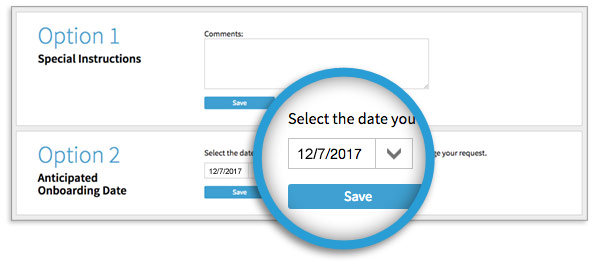 Option 1
Special Instructions
Comments:
Save
Option 2
Anticipated
Onboarding Date
Select the date
your request.
12/7/2017
Save
Select the date you
12/7/2017
Save